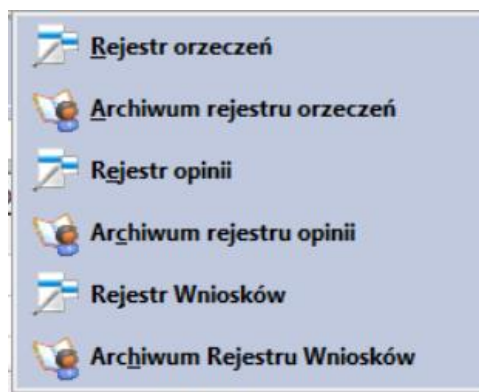 Rejestr orzeczeń
Archiwum rejestru orzeczeń
Rejestr opinii
Archiwum rejestru opinii
Rejestr Wniosków
Archiwum Rejestru Wniosków